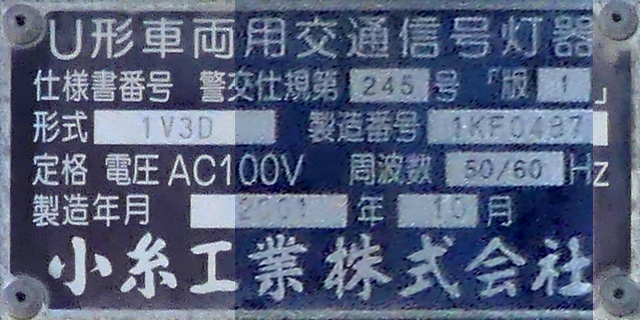 U形車両用交通信号灯器
仕様書番号 警交仕規第 245 号 「版 1 」
形式 1V3D 製造番号 1KF0487
定格 電圧 AC100V 周波数 50/60 Hz
製造年月 2001 年 10 月
小糸工業株式会社